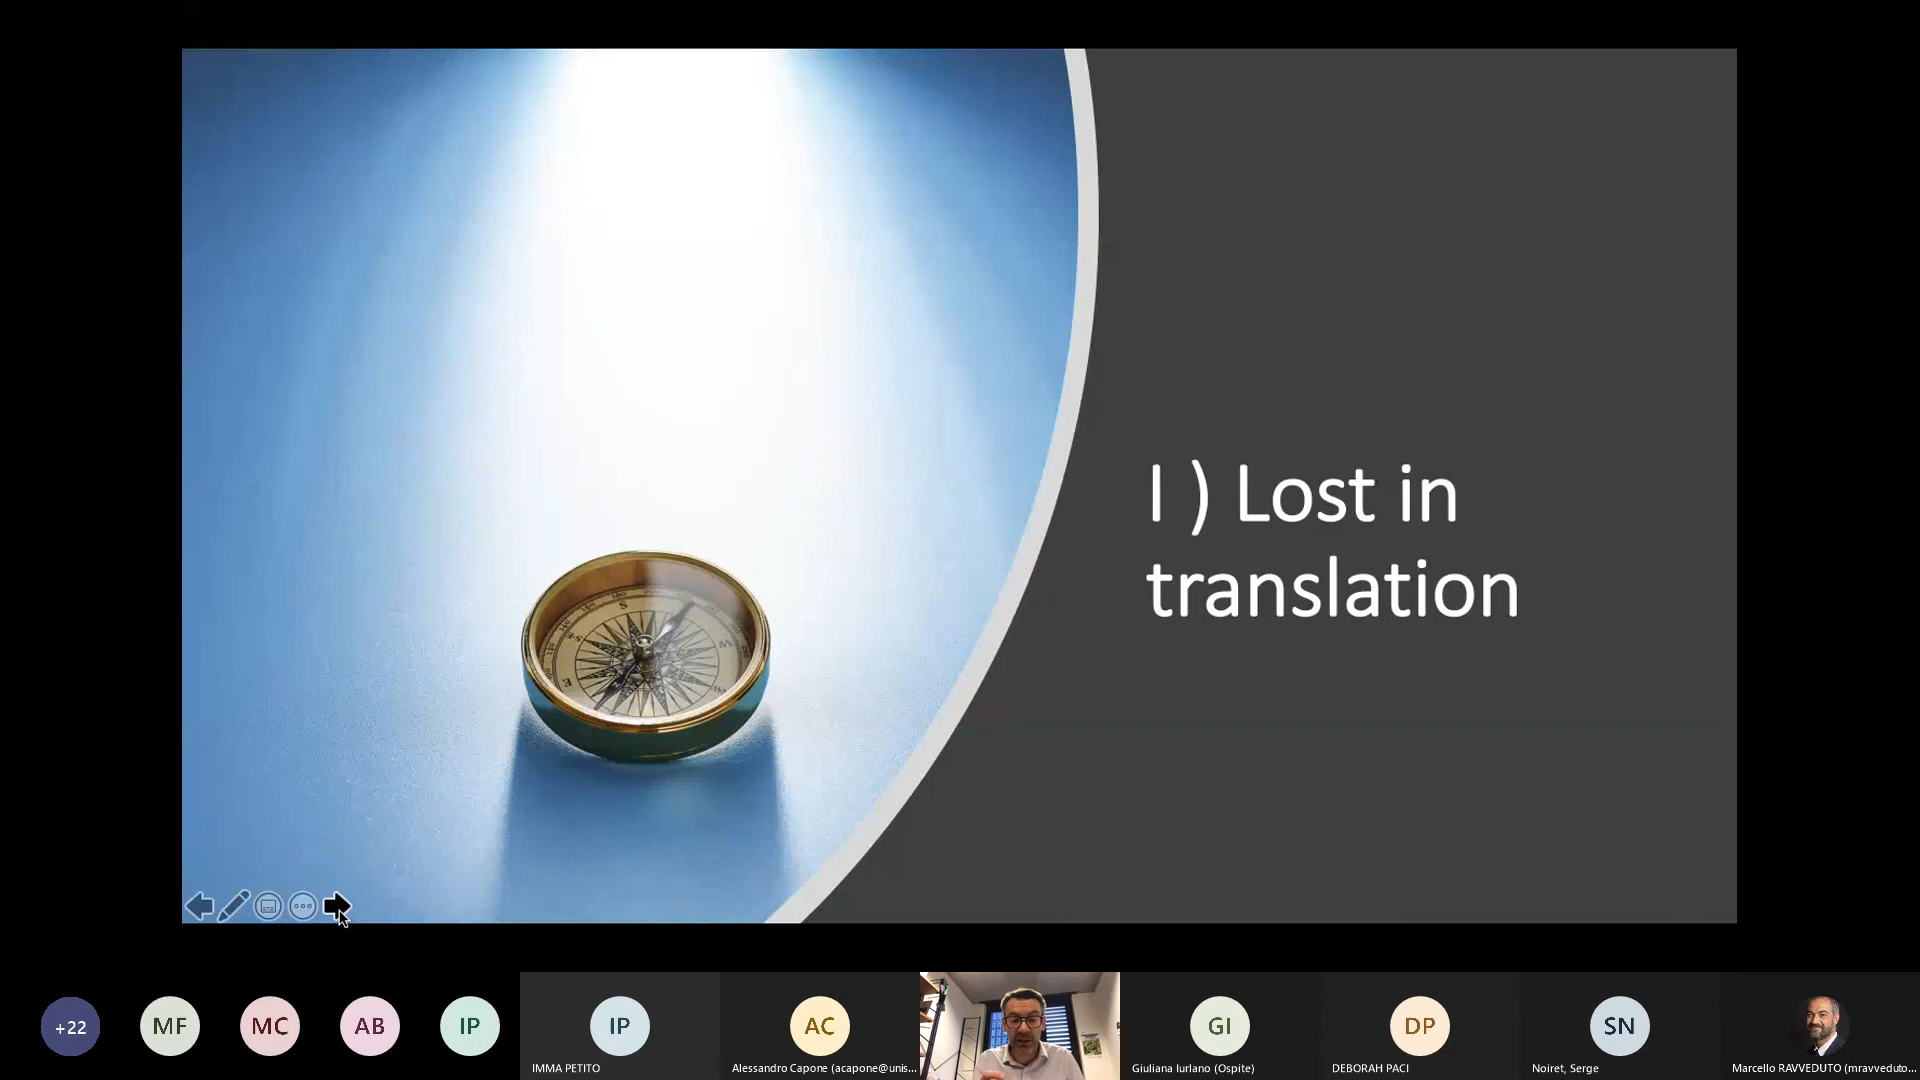 I ) Lost in
translation
S
W
E
+22
MF
MC
AB
IP
IP
AC
GI
DP
SN
IMMA PETITO
Alessandro Capone (acapone@unis...
Giuliana Iurlano (Ospite)
DEBORAH PACI
Noiret, Serge
Marcello RAVVEDUTO (mravveduto...